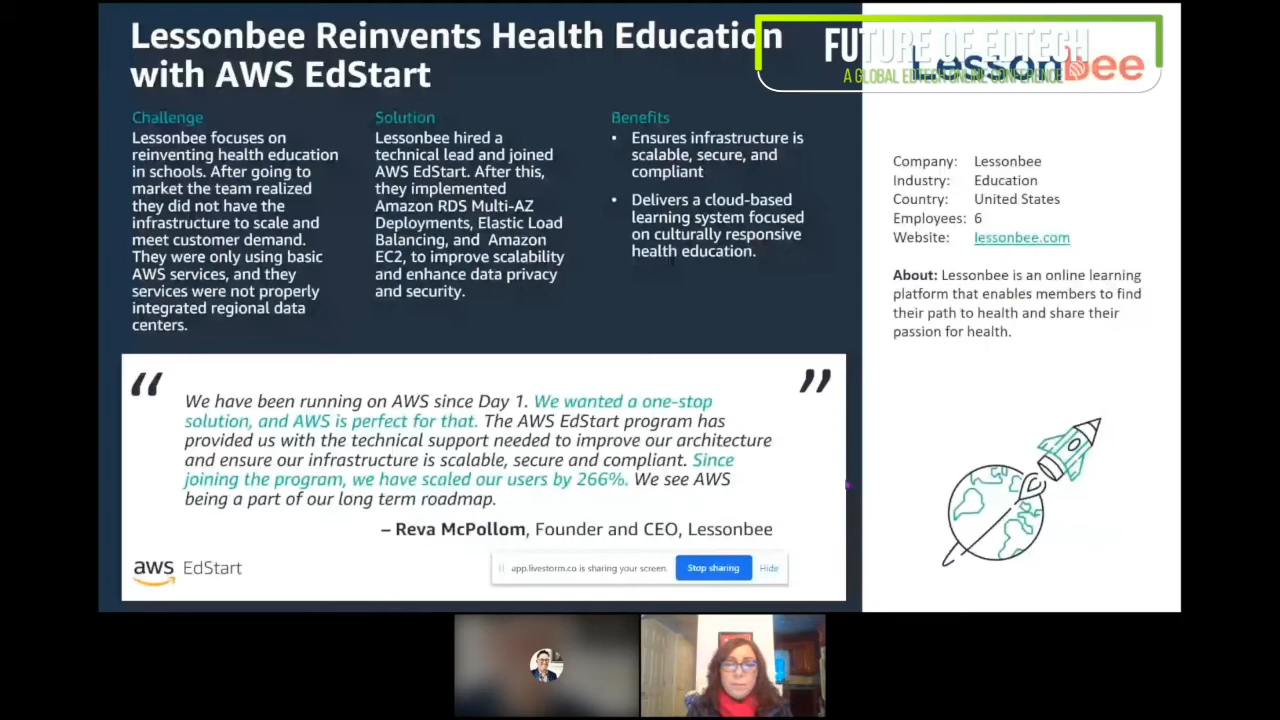 Lessonbee Reinvents Health Education
with AWS EdStart
FUTURE OF EDTECH
A GLOBAL EDTECH ONLINE CONFERENCE
Lessonbee
Challenge
Lessonbee focuses on
reinventing health education
in schools. After going to
market the team realized
they did not have the
infrastructure to scale and
meet customer demand.
They were only using basic
AWS services, and they
services were not properly
integrated regional data
centers.
Solution
Lessonbee hired a
technical lead and joined
AWS EdStart. After this,
they implemented
Amazon RDS Multi-AZ
Deployments, Elastic Load
Balancing, and Amazon
EC2, to improve scalability
and enhance data privacy
and security.
Benefits
• Ensures infrastructure is
scalable, secure, and
compliant
• Delivers a cloud-based
learning system focused
on culturally responsive
health education.
Company: Lessonbee
Industry: Education
Country: United States
Employees: 6
Website: lessonbee.com
About: Lessonbee is an online learning
platform that enables members to find
their path to health and share their
passion for health.
“ ”
We have been running on AWS since Day 1. We wanted a one-stop
solution, and AWS is perfect for that. The AWS EdStart program has
provided us with the technical support needed to improve our architecture
and ensure our infrastructure is scalable, secure and compliant. Since
joining the program, we have scaled our users by 266%. We see AWS
being a part of our long term roadmap.
– Reva McPollom, Founder and CEO, Lessonbee
aws EdStart
app.livestorm.co is sharing your screen.
Stop sharing
Hide